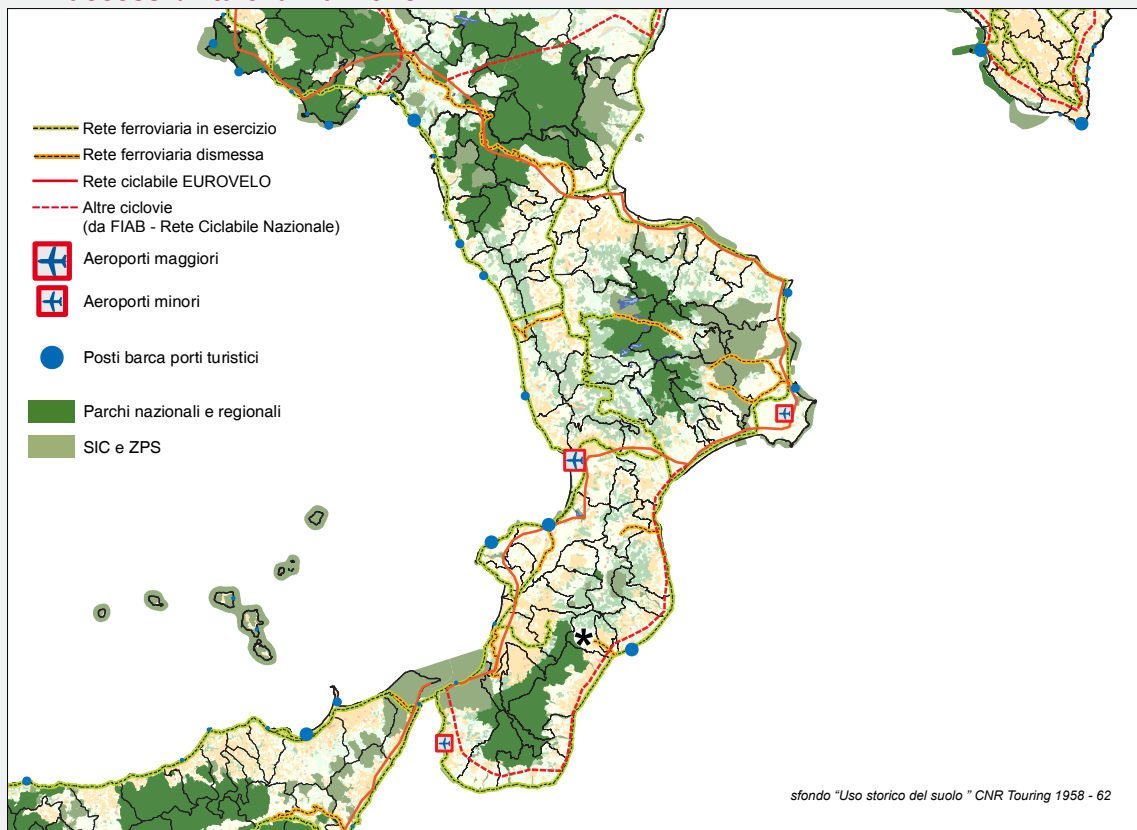 Rete ferroviaria in esercizio
Rete ferroviaria dismessa
Rete ciclabile EUROVELO
Altre ciclovie
(da FIAB - Rete Ciclabile Nazionale)
Aeroporti maggiori
Aeroporti minori
Posti barca porti turistici
Parchi nazionali e regionali
SIC e ZPS
*
sfondo “Uso storico del suolo ” CNR Touring 1958 - 62